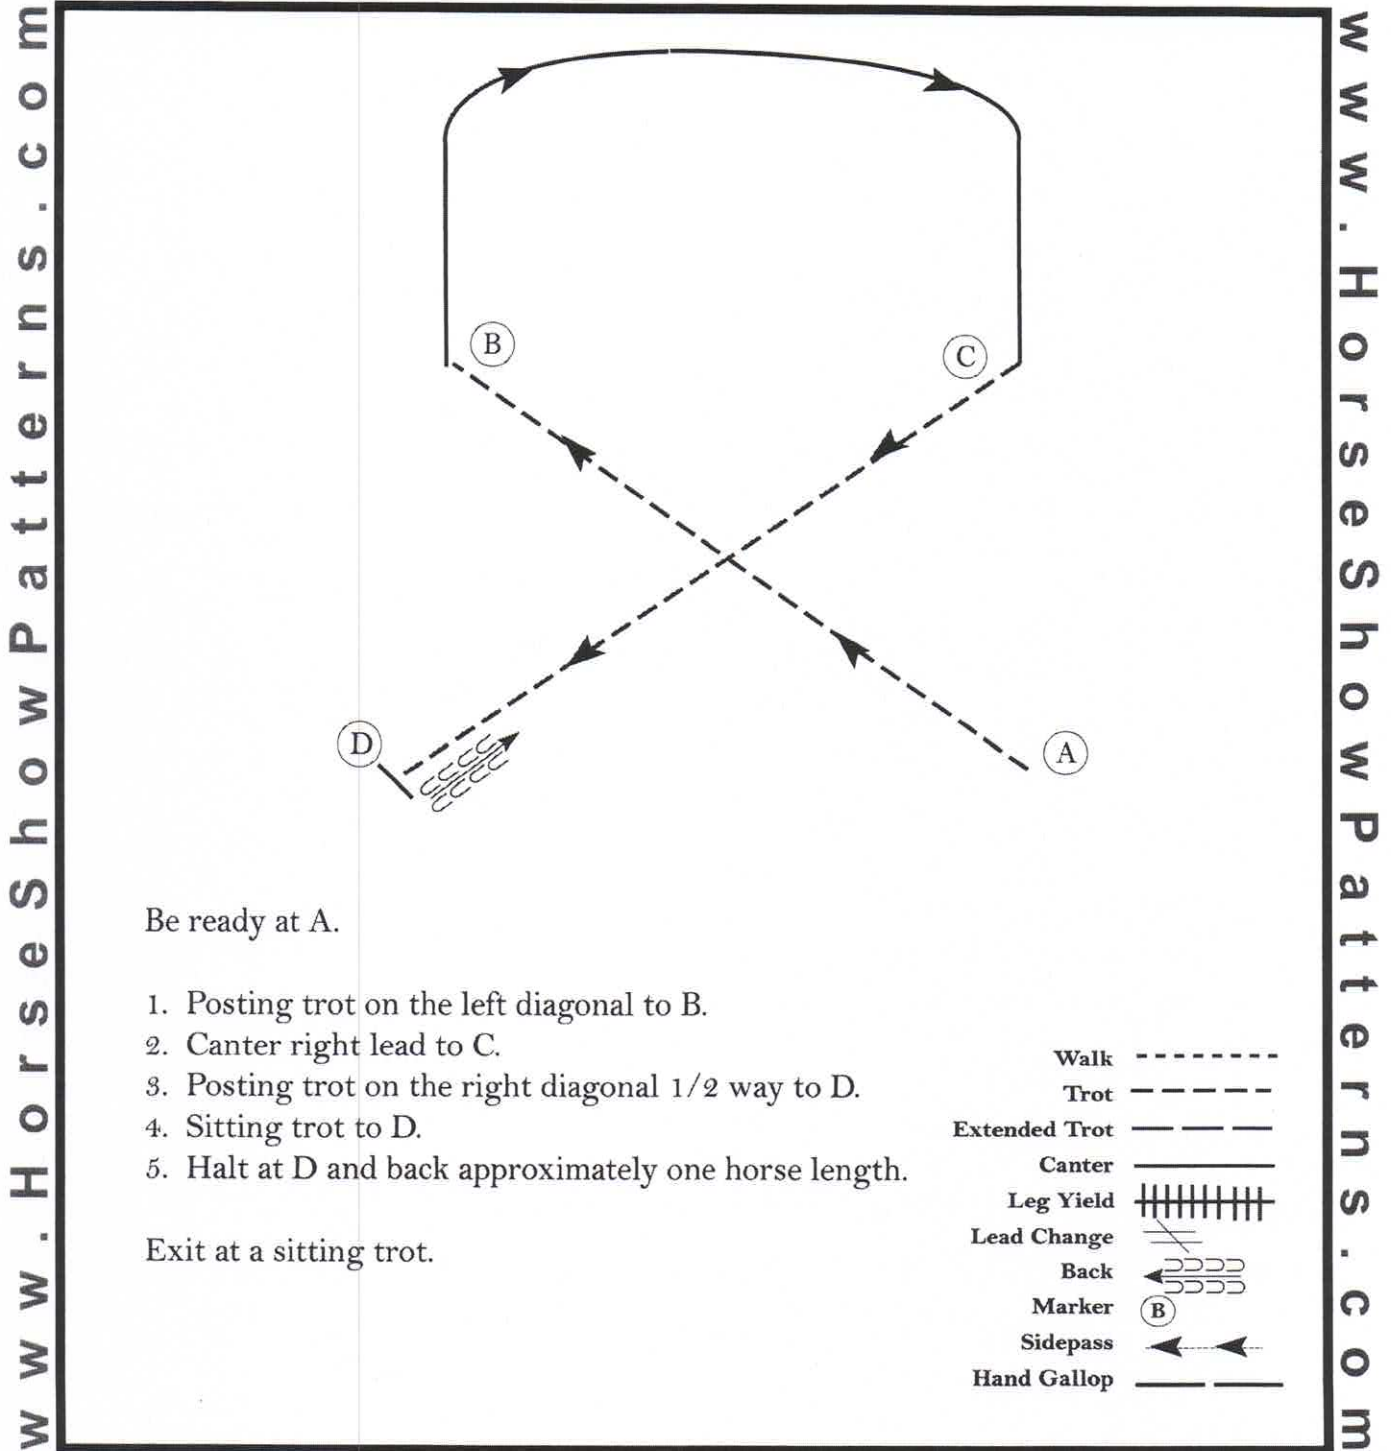 www.HorseShowPatterns.com
www.HorseShowPatterns.com
B
C
D
A
Be ready at A.
1. Posting trot on the left diagonal to B.
2. Canter right lead to C.
3. Posting trot on the right diagonal 1/2 way to D.
4. Sitting trot to D.
5. Halt at D and back approximately one horse length.
Exit at a sitting trot.
Walk
Trot
Extended Trot
Canter
Leg Yield
Lead Change
Back
Marker B
Sidepass
Hand Gallop